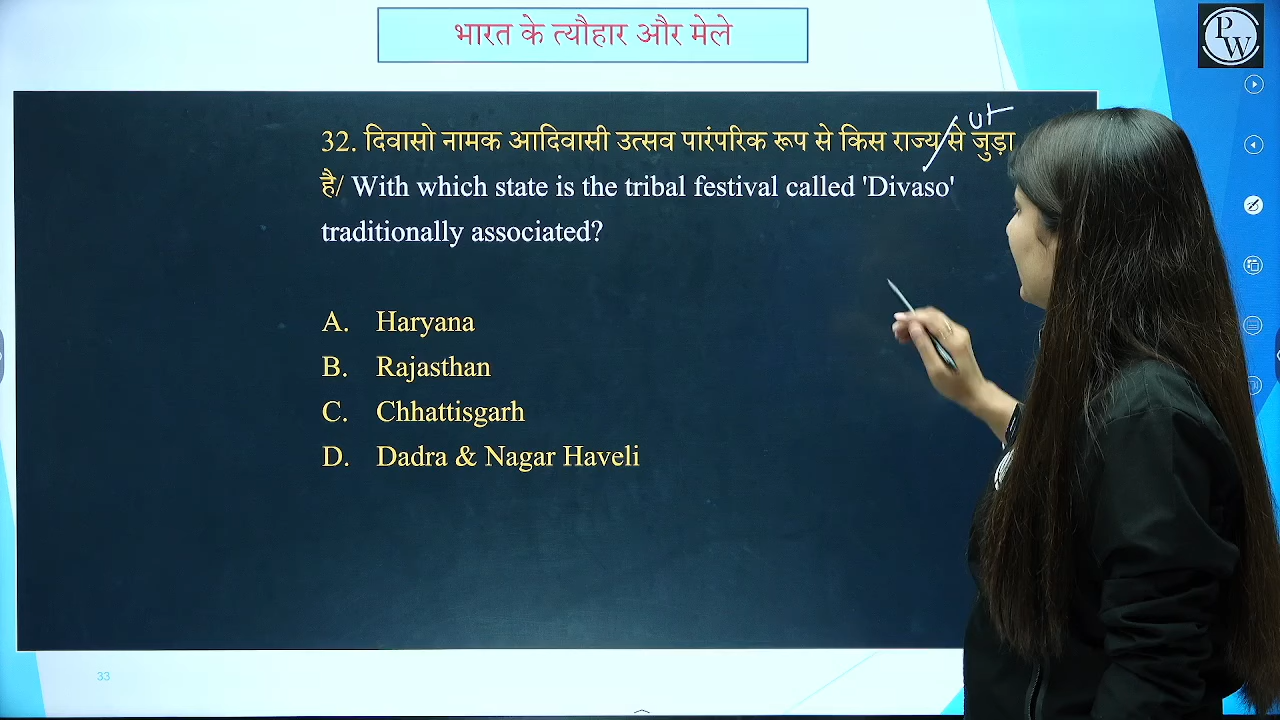 भारत के त्यौहार और मेले
PW
32. दिवासो नामक आदिवासी उत्सव पारंपरिक रूप से किस राज्य से जुड़ा
/ UT
है/ With which state is the tribal festival called 'Divaso'
traditionally associated?
A. Haryana
B. Rajasthan
C. Chhattisgarh
D. Dadra & Nagar Haveli
33